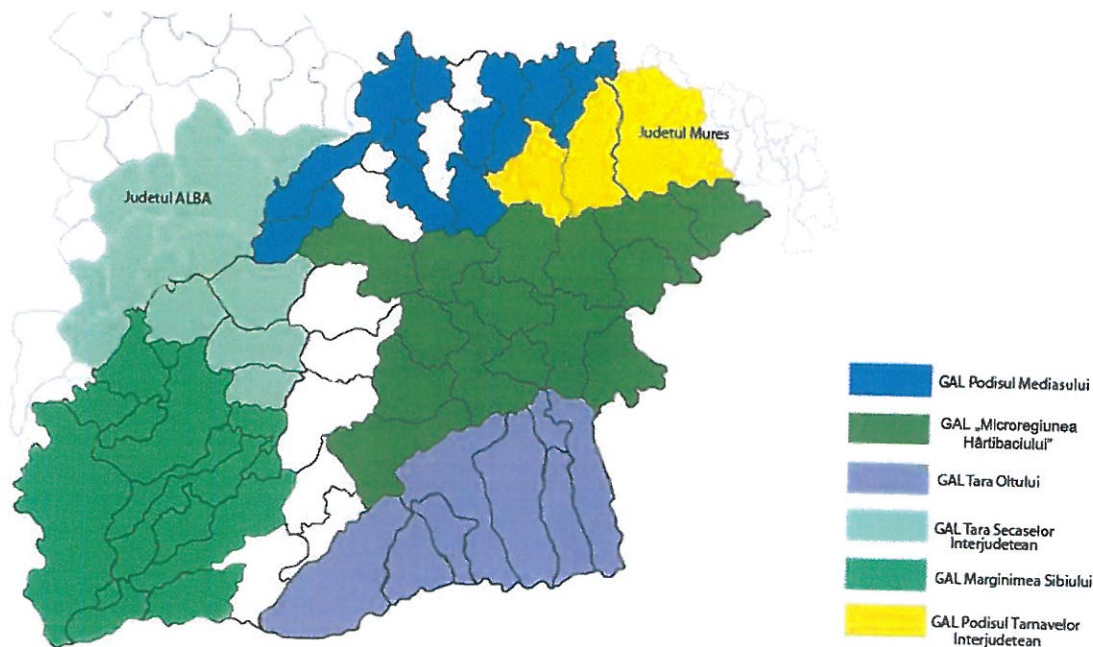 Judetul Mures
Judetul ALBA
GAL Podisul Mediasului
GAL „Microregiunea
Hârtibaciului”
GAL Tara Oltului
GAL Tara Secaselor
Interjudetean
GAL Marginimea Sibiului
GAL Podisul Tarnavelor
Interjudetean